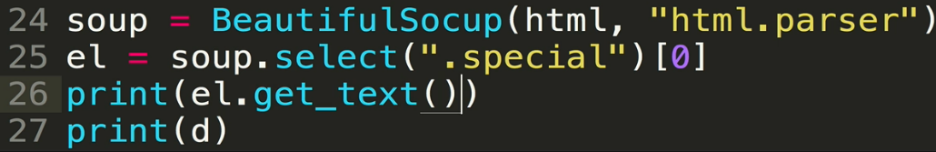 24 soup = BeautifulSocup(html, "html.parser")
25 el = soup.select(".special")[0]
26 print(el.get_text())
27 print(d)